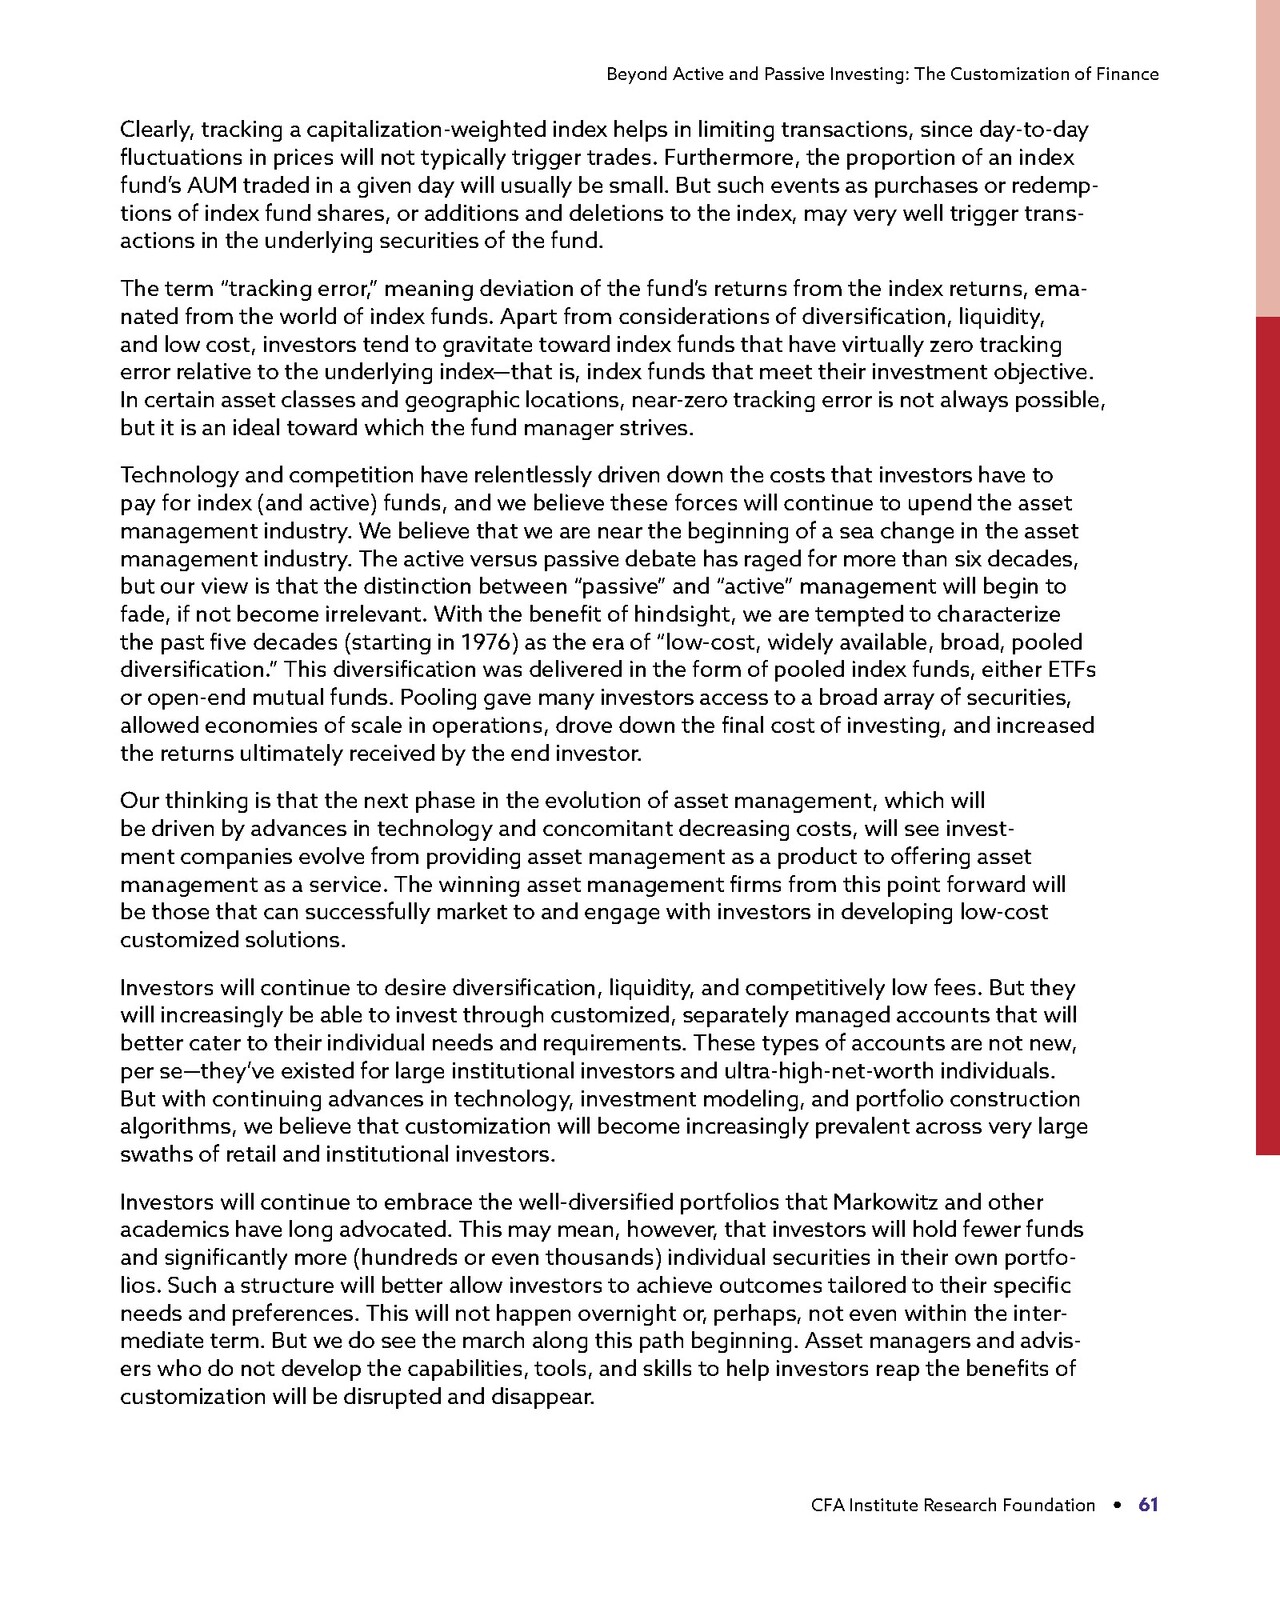 Beyond Active and Passive Investing: The Customization of Finance
Clearly, tracking a capitalization-weighted index helps in limiting transactions, since day-to-day
fluctuations in prices will not typically trigger trades. Furthermore, the proportion of an index
fund’s AUM traded in a given day will usually be small. But such events as purchases or redemp-
tions of index fund shares, or additions and deletions to the index, may very well trigger trans-
actions in the underlying securities of the fund.
The term “tracking error,” meaning deviation of the fund’s returns from the index returns, ema-
nated from the world of index funds. Apart from considerations of diversification, liquidity,
and low cost, investors tend to gravitate toward index funds that have virtually zero tracking
error relative to the underlying index—that is, index funds that meet their investment objective.
In certain asset classes and geographic locations, near-zero tracking error is not always possible,
but it is an ideal toward which the fund manager strives.
Technology and competition have relentlessly driven down the costs that investors have to
pay for index (and active) funds, and we believe these forces will continue to upend the asset
management industry. We believe that we are near the beginning of a sea change in the asset
management industry. The active versus passive debate has raged for more than six decades,
but our view is that the distinction between “passive” and “active” management will begin to
fade, if not become irrelevant. With the benefit of hindsight, we are tempted to characterize
the past five decades (starting in 1976) as the era of “low-cost, widely available, broad, pooled
diversification.” This diversification was delivered in the form of pooled index funds, either ETFs
or open-end mutual funds. Pooling gave many investors access to a broad array of securities,
allowed economies of scale in operations, drove down the final cost of investing, and increased
the returns ultimately received by the end investor.
Our thinking is that the next phase in the evolution of asset management, which will
be driven by advances in technology and concomitant decreasing costs, will see invest-
ment companies evolve from providing asset management as a product to offering asset
management as a service. The winning asset management firms from this point forward will
be those that can successfully market to and engage with investors in developing low-cost
customized solutions.
Investors will continue to desire diversification, liquidity, and competitively low fees. But they
will increasingly be able to invest through customized, separately managed accounts that will
better cater to their individual needs and requirements. These types of accounts are not new,
per se—they’ve existed for large institutional investors and ultra-high-net-worth individuals.
But with continuing advances in technology, investment modeling, and portfolio construction
algorithms, we believe that customization will become increasingly prevalent across very large
swaths of retail and institutional investors.
Investors will continue to embrace the well-diversified portfolios that Markowitz and other
academics have long advocated. This may mean, however, that investors will hold fewer funds
and significantly more (hundreds or even thousands) individual securities in their own portfo-
lios. Such a structure will better allow investors to achieve outcomes tailored to their specific
needs and preferences. This will not happen overnight or, perhaps, not even within the inter-
mediate term. But we do see the march along this path beginning. Asset managers and advis-
ers who do not develop the capabilities, tools, and skills to help investors reap the benefits of
customization will be disrupted and disappear.
CFA Institute Research Foundation • 61